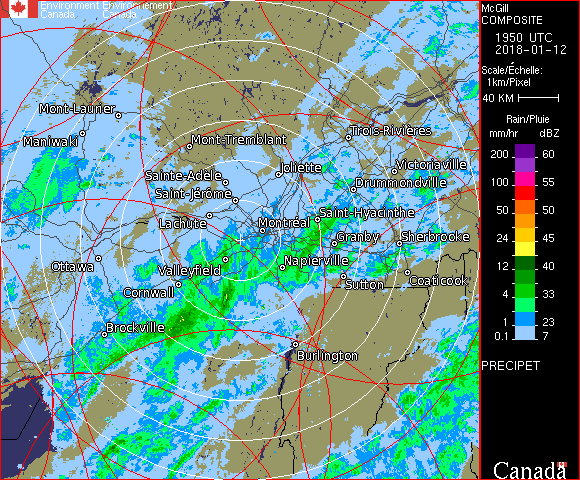 Environment Environnement
Canada Canada
McGill
COMPOSITE
1950 UTC
2018-01-12
Scale/Échelle:
1km/Pixel
40 KM
Rain/Pluie
mm/hr dBZ
200 60
100 55
50 50
24 45
12 40
4 33
1 23
0.1 7
PRECIPET
Canada
Mont-Laurier
Maniwaki
Mont-Tremblant
Trois-Rivières
Sainte-Adèle
Joliette
Victoriaville
Saint-Jérôme
Drummondville
Lachute
Saint-Hyacinthe
Montréal
Granby
Sherbrooke
Ottawa
Valleyfield
Napierville
Cornwall
Sutton
Coaticook
Brockville
Burlington